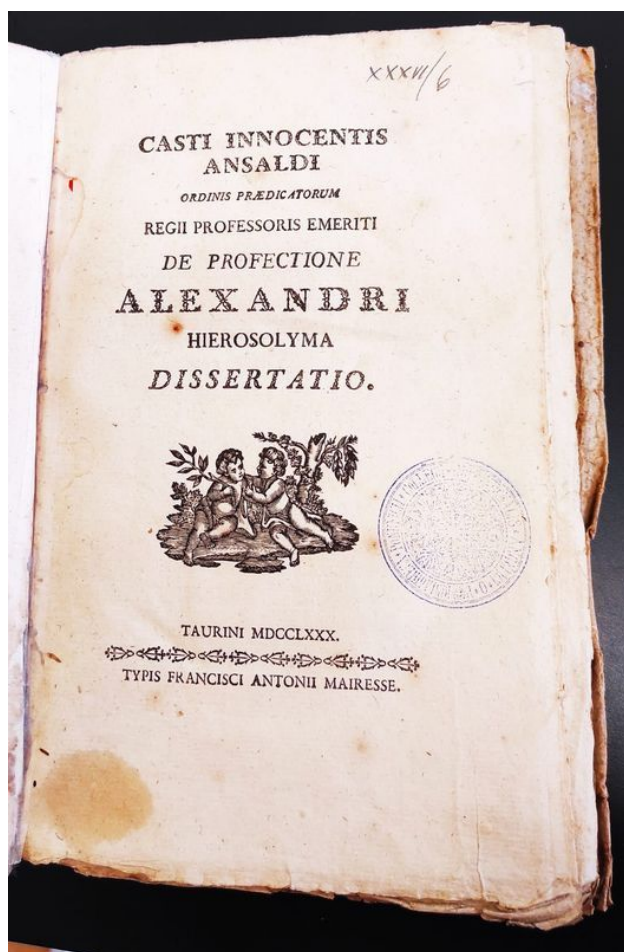 XXXVI/6
CASTI INNOCENTIS
ANSALDI
ORDINIS PRÆDICATORUM
REGII PROFESSORIS EMERITI
DE PROFECTIONE
ALEXANDRI
HIEROSOLYMA
DISSERTATIO.
TAURINI MDCCLXXX.
TYPIS FRANCISCI ANTONII MAIRESSE.